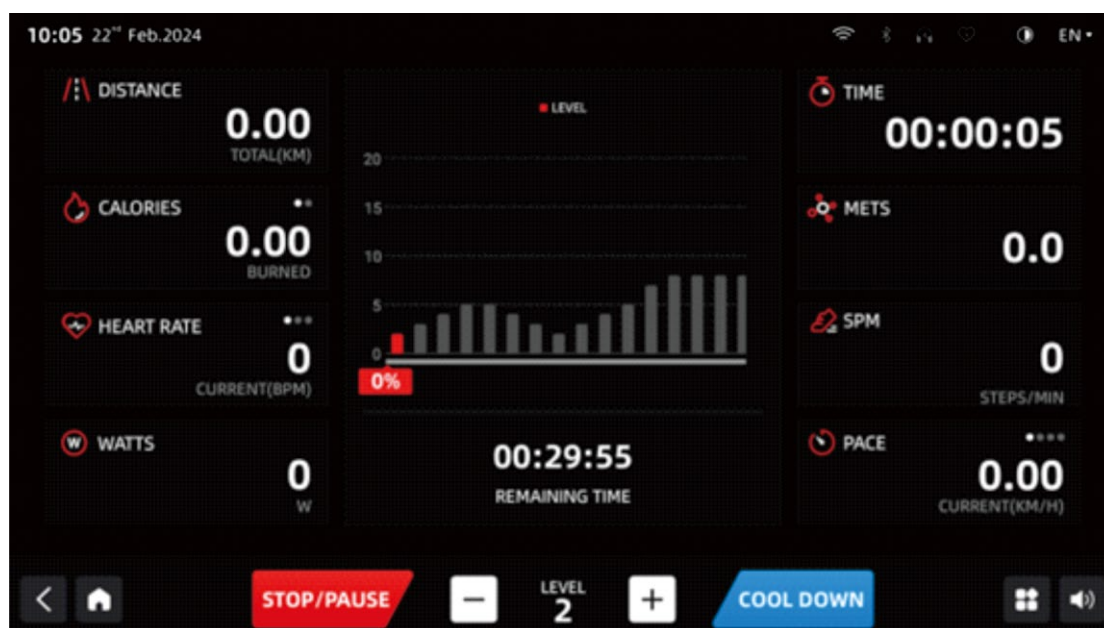 10:05 22nd Feb.2024
EN
DISTANCE
0.00
TOTAL(KM)
CALORIES
0.00
BURNED
HEART RATE
0
CURRENT(BPM)
W WATTS
0
W
LEVEL
20
15
10
5
0
0%
00:29:55
REMAINING TIME
TIME
00:00:05
METS
0.0
SPM
0
STEPS/MIN
PACE
0.00
CURRENT(KM/H)
STOP/PAUSE
−
LEVEL
2
+
COOL DOWN